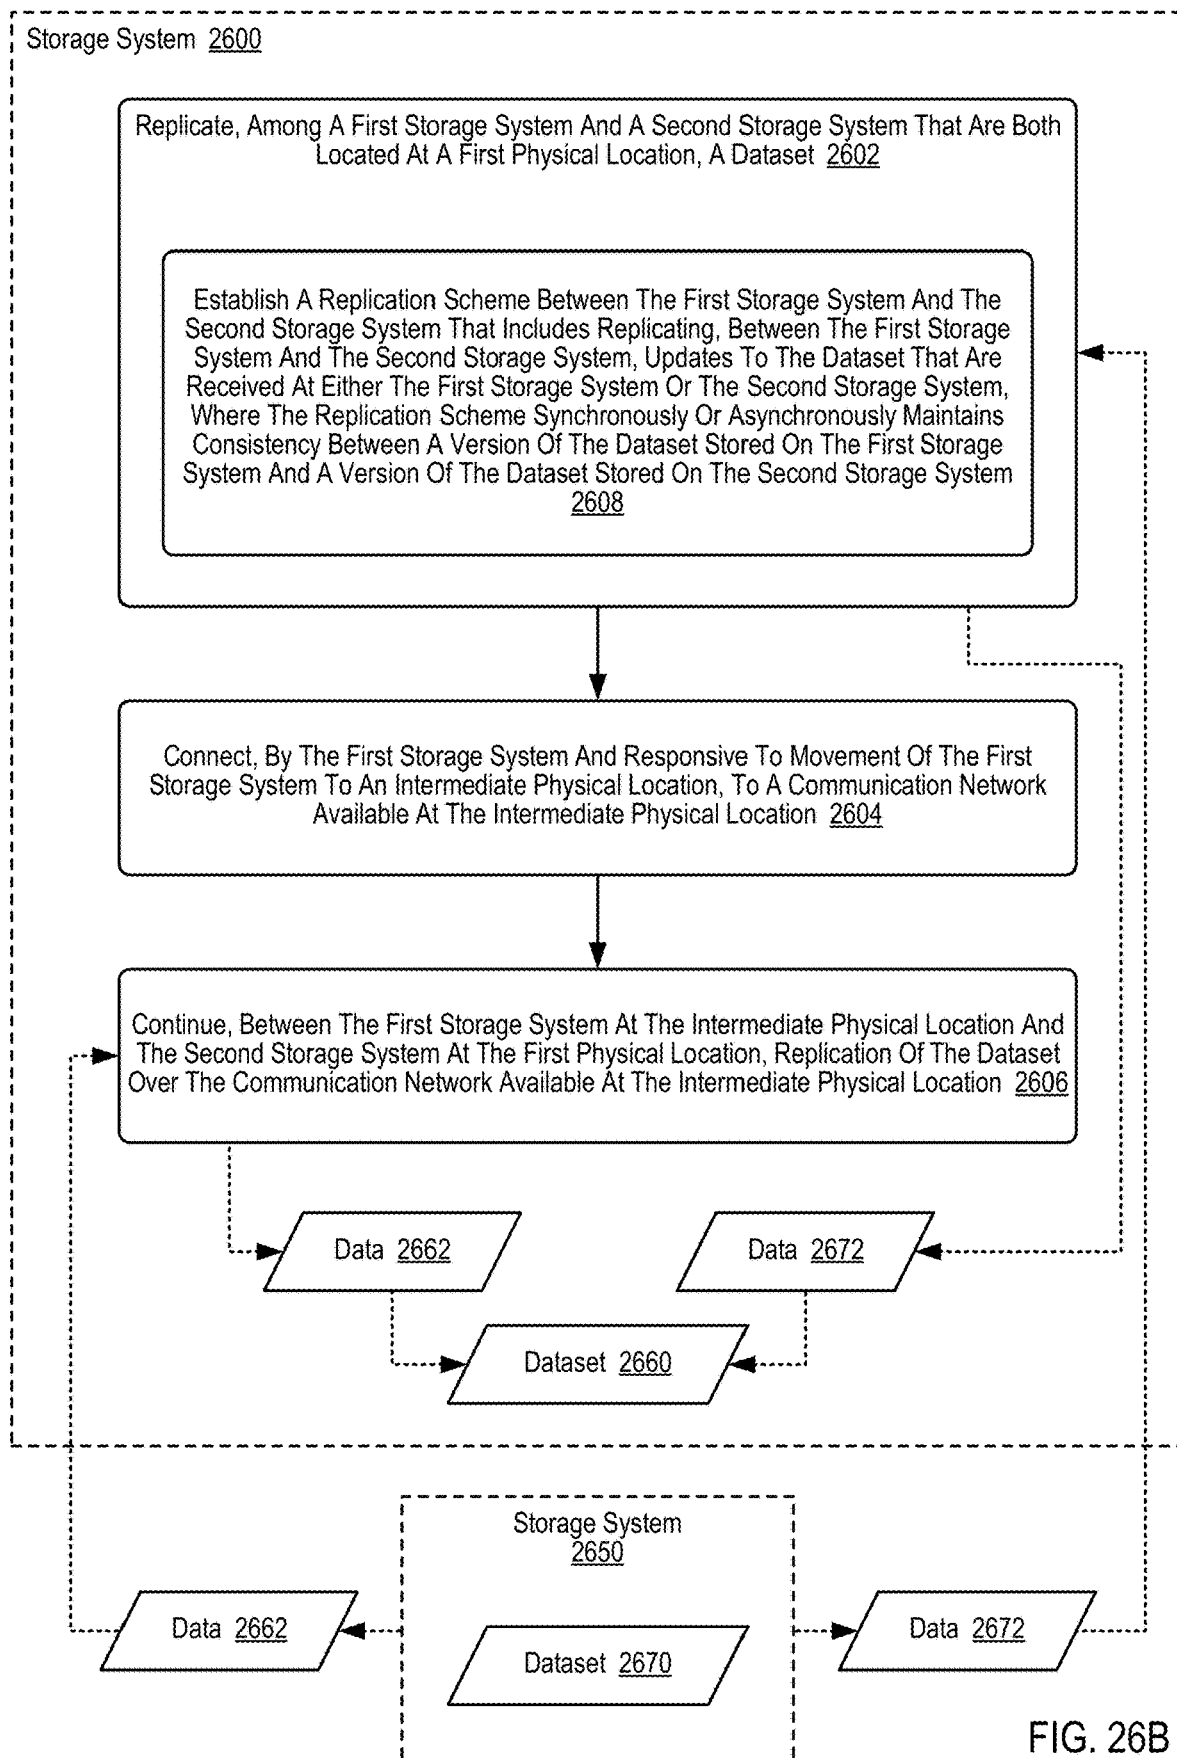 Storage System 2600
Replicate, Among A First Storage System And A Second Storage System That Are Both
Located At A First Physical Location, A Dataset 2602
Establish A Replication Scheme Between The First Storage System And The
Second Storage System That Includes Replicating, Between The First Storage
System And The Second Storage System, Updates To The Dataset That Are
Received At Either The First Storage System Or The Second Storage System,
Where The Replication Scheme Synchronously Or Asynchronously Maintains
Consistency Between A Version Of The Dataset Stored On The First Storage
System And A Version Of The Dataset Stored On The Second Storage System
2608
Connect, By The First Storage System And Responsive To Movement Of The First
Storage System To An Intermediate Physical Location, To A Communication Network
Available At The Intermediate Physical Location 2604
Continue, Between The First Storage System At The Intermediate Physical Location And
The Second Storage System At The First Physical Location, Replication Of The Dataset
Over The Communication Network Available At The Intermediate Physical Location 2606
Data 2662
Data 2672
Dataset 2660
Storage System
2650
Data 2662
Dataset 2670
Data 2672
FIG. 26B